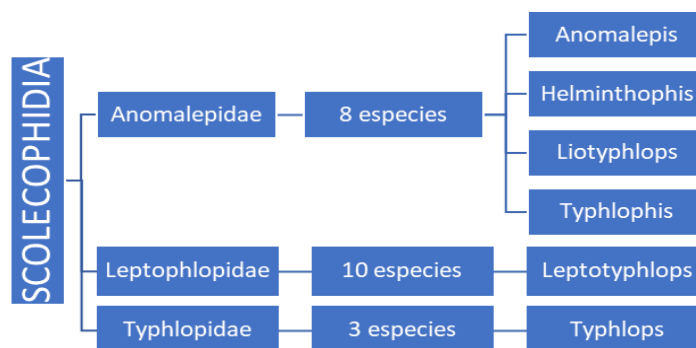 SCOLECOPHIDIA
Anomalepidae
8 especies
Anomalepis
Helminthophis
Liotyphlops
Typhlophis
Leptophlopidae
10 especies
Leptotyphlops
Typhlopidae
3 especies
Typhlops